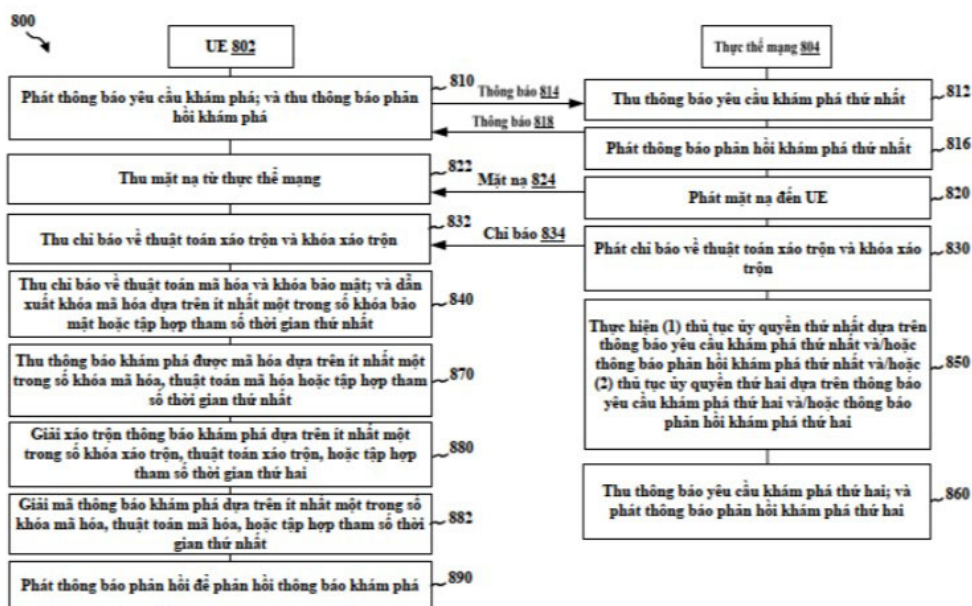 800
UE 802
Thực thể mạng 804
810
Phát thông báo yêu cầu khám phá; và thu thông báo phản
hồi khám phá
Thông báo 814
Thu thông báo yêu cầu khám phá thứ nhất
812
Thông báo 818
Phát thông báo phản hồi khám phá thứ nhất
816
822
Thu mặt nạ từ thực thể mạng
Mặt nạ 824
Phát mặt nạ đến UE
820
832
Thu chỉ báo về thuật toán xáo trộn và khóa xáo trộn
Chỉ báo 834
Phát chỉ báo về thuật toán xáo trộn và khóa xáo
trộn
830
Thu chỉ báo về thuật toán mã hóa và khóa bảo mật; và dẫn
xuất khóa mã hóa dựa trên ít nhất một trong số khóa bảo
mật hoặc tập hợp tham số thời gian thứ nhất
840
Thực hiện (1) thủ tục ủy quyền thứ nhất dựa trên
thông báo yêu cầu khám phá thứ nhất và/hoặc
thông báo phản hồi khám phá thứ nhất và/hoặc
(2) thủ tục ủy quyền thứ hai dựa trên thông báo
yêu cầu khám phá thứ hai và/hoặc thông báo
phản hồi khám phá thứ hai
850
Thu thông báo khám phá được mã hóa dựa trên ít nhất một
trong số khóa mã hóa, thuật toán mã hóa hoặc tập hợp tham
số thời gian thứ nhất
870
Giải xáo trộn thông báo khám phá dựa trên ít nhất một
trong số khóa xáo trộn, thuật toán xáo trộn, hoặc tập hợp
tham số thời gian thứ hai
880
Thu thông báo yêu cầu khám phá thứ hai; và
phát thông báo phản hồi khám phá thứ hai
860
Giải mã thông báo khám phá dựa trên ít nhất một trong số
khóa mã hóa, thuật toán mã hóa, hoặc tập hợp tham số thời
gian thứ nhất
882
Phát thông báo phản hồi để phản hồi thông báo khám phá
890